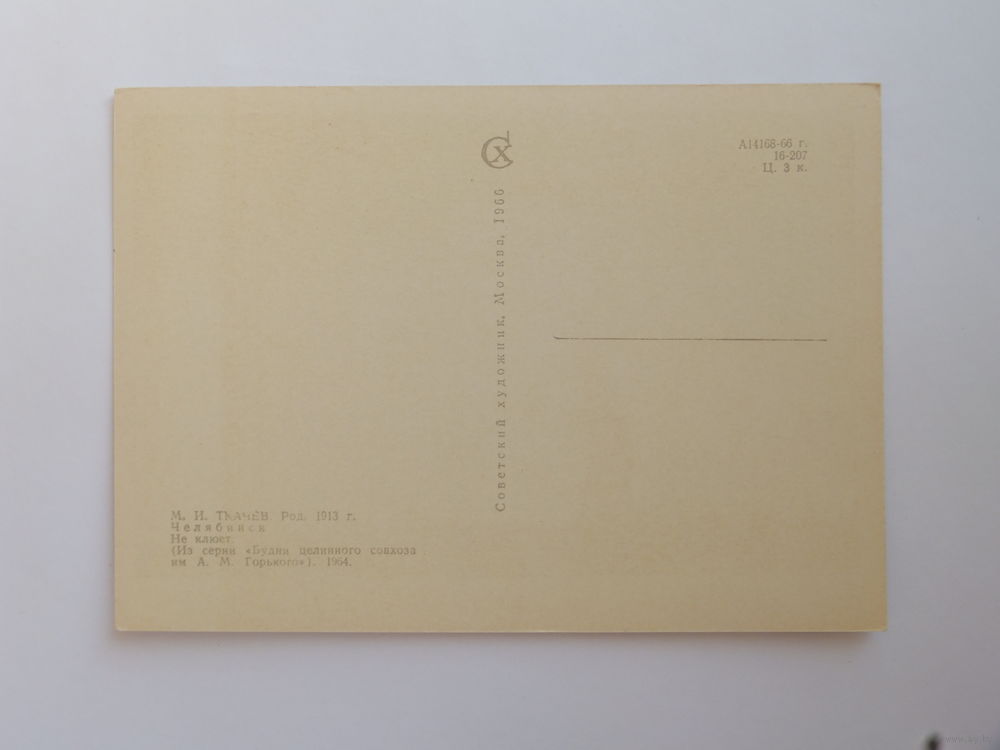 М. И. ТКАЧЁВ. Род. 1913 г.
Челябинск
Не клюет.
(Из серии «Будни целинного совхоза
им А. М. Горького»). 1964.
СХ
Советский художник. Москва, 1966
А14168-66 г.
16-207
Ц. 3 к.